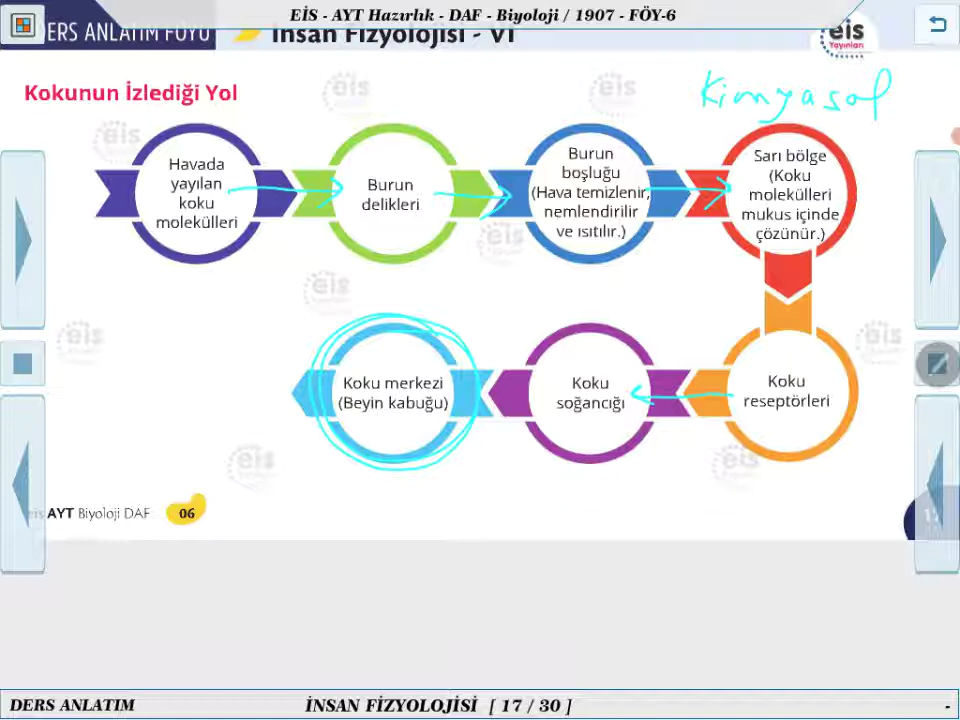 EİS - AYT Hazırlık - DAF - Biyoloji / 1907 - FÖY-6
DERS ANLATIM FÖYÜ
İnsan Fizyolojisi - VI
eis
Yayınları
Kokunun İzlediği Yol
Kimyasal
Havada
yayılan
koku
molekülleri
Burun
delikleri
Burun
boşluğu
(Hava temizlenir,
nemlendirilir
ve ısıtılır.)
Sarı bölge
(Koku
molekülleri
mukus içinde
çözünür.)
Koku
reseptörleri
Koku
soğancığı
Koku merkezi
(Beyin kabuğu)
eis AYT Biyoloji DAF 06
DERS ANLATIM
İNSAN FİZYOLOJİSİ [ 17 / 30 ]
-